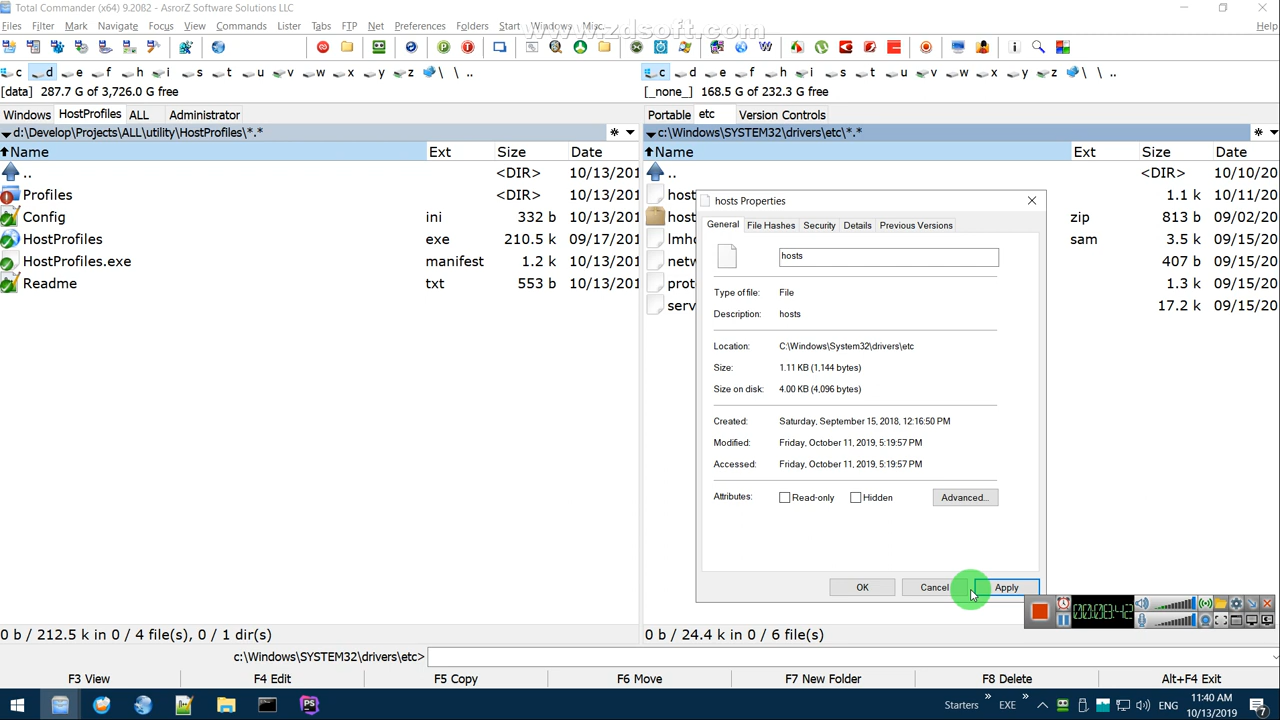 Total Commander (x64) 9.2082 - AsrorZ Software Solutions LLC
Files Filter Mark Navigate Focus View Commands Lister Tabs FTP Net Preferences Folders Start Windows Misc. Help
www.zdsoft.com
c d e f h i s t u v w x y z \ ..
c d e f h i s t u v w x y z \ ..
[data] 287.7 G of 3,726.0 G free
[_none_] 168.5 G of 232.3 G free
Windows HostProfiles ALL Administrator
Portable etc Version Controls
d:\Develop\Projects\ALL\utility\HostProfiles\*.*
c:\Windows\SYSTEM32\drivers\etc\*.*
Name Ext Size Date
.. <DIR> 10/13/201
Profiles <DIR> 10/13/201
Config ini 332 b 10/13/201
HostProfiles exe 210.5 k 09/17/201
HostProfiles.exe manifest 1.2 k 10/13/201
Readme txt 553 b 10/13/201
Name Ext Size Date
.. <DIR> 10/10/20
host 1.1 k 10/11/20
host zip 813 b 09/02/20
lmho sam 3.5 k 09/15/20
netw 407 b 09/15/20
prot 1.3 k 09/15/20
serv 17.2 k 09/15/20
hosts Properties
General File Hashes Security Details Previous Versions
hosts
Type of file: File
Description: hosts
Location: C:\Windows\System32\drivers\etc
Size: 1.11 KB (1,144 bytes)
Size on disk: 4.00 KB (4,096 bytes)
Created: Saturday, September 15, 2018, 12:16:50 PM
Modified: Friday, October 11, 2019, 5:19:57 PM
Accessed: Friday, October 11, 2019, 5:19:57 PM
Attributes: Read-only Hidden Advanced...
OK Cancel Apply
00:08:42
0 b / 212.5 k in 0 / 4 file(s), 0 / 1 dir(s)
0 b / 24.4 k in 0 / 6 file(s)
c:\Windows\SYSTEM32\drivers\etc>
F3 View F4 Edit F5 Copy F6 Move F7 New Folder F8 Delete Alt+F4 Exit
Starters » EXE » ENG 11:40 AM
10/13/2019 7